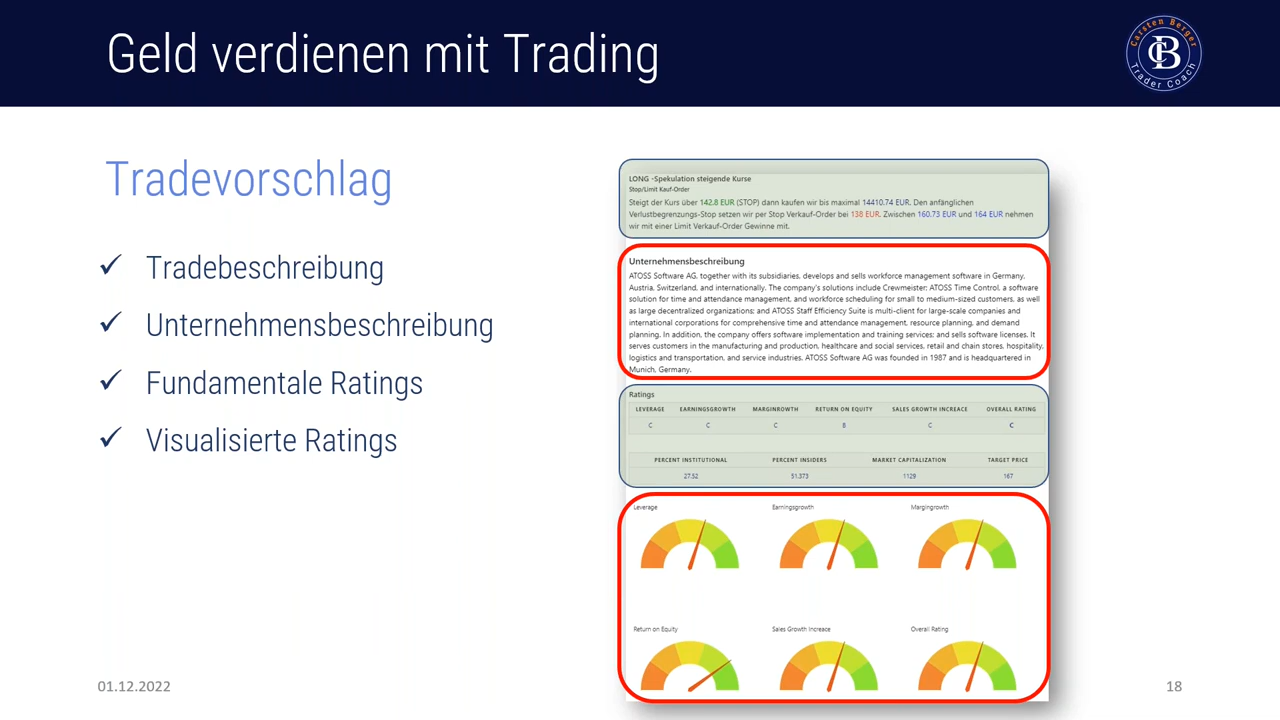 Geld verdienen mit Trading
Carsten Berger
CB
Trader Coach
Tradevorschlag
✓ Tradebeschreibung
✓ Unternehmensbeschreibung
✓ Fundamentale Ratings
✓ Visualisierte Ratings
LONG -Spekulation steigende Kurse
Stop/Limit Kauf-Order
Steigt der Kurs über 142.8 EUR (STOP) dann kaufen wir bis maximal 14410.74 EUR. Den anfänglichen
Verlustbegrenzungs-Stop setzen wir per Stop Verkauf-Order bei 138 EUR. Zwischen 160.73 EUR und 164 EUR nehmen
wir mit einer Limit Verkauf-Order Gewinne mit.
Unternehmensbeschreibung
ATOSS Software AG, together with its subsidiaries, develops and sells workforce management software in Germany,
Austria, Switzerland, and internationally. The company's solutions include Crewmeister; ATOSS Time Control, a software
solution for time and attendance management, and workforce scheduling for small to medium-sized customers, as well
as large decentralized organizations; and ATOSS Staff Efficiency Suite is multi-client for large-scale companies and
international corporations for comprehensive time and attendance management, resource planning, and demand
planning. In addition, the company offers software implementation and training services; and sells software licenses. It
serves customers in the manufacturing and production, healthcare and social services, retail and chain stores, hospitality,
logistics and transportation, and service industries. ATOSS Software AG was founded in 1987 and is headquartered in
Munich, Germany.
Ratings
LEVERAGE EARNINGSGROWTH MARGINROWTH RETURN ON EQUITY SALES GROWTH INCREACE OVERALL RATING
C C C B C C
PERCENT INSTITUTIONAL PERCENT INSIDERS MARKET CAPITALIZATION TARGET PRICE
27.52 51.373 1129 167
Leverage Earningsgrowth Margingrowth
Return on Equity Sales Growth Increace Overall Rating
01.12.2022
18